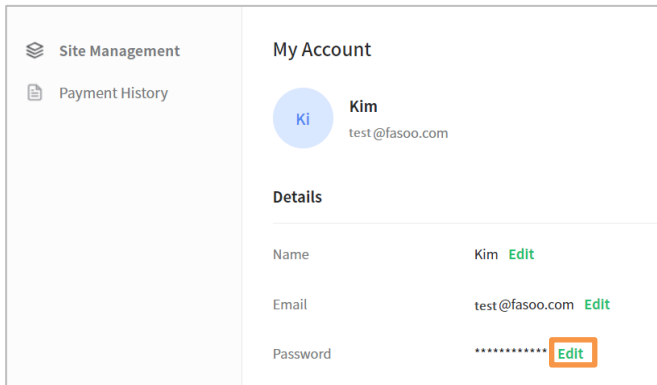 Site Management
Payment History
My Account
Ki
Kim
test@fasoo.com
Details
Name Kim Edit
Email test@fasoo.com Edit
Password ************ Edit